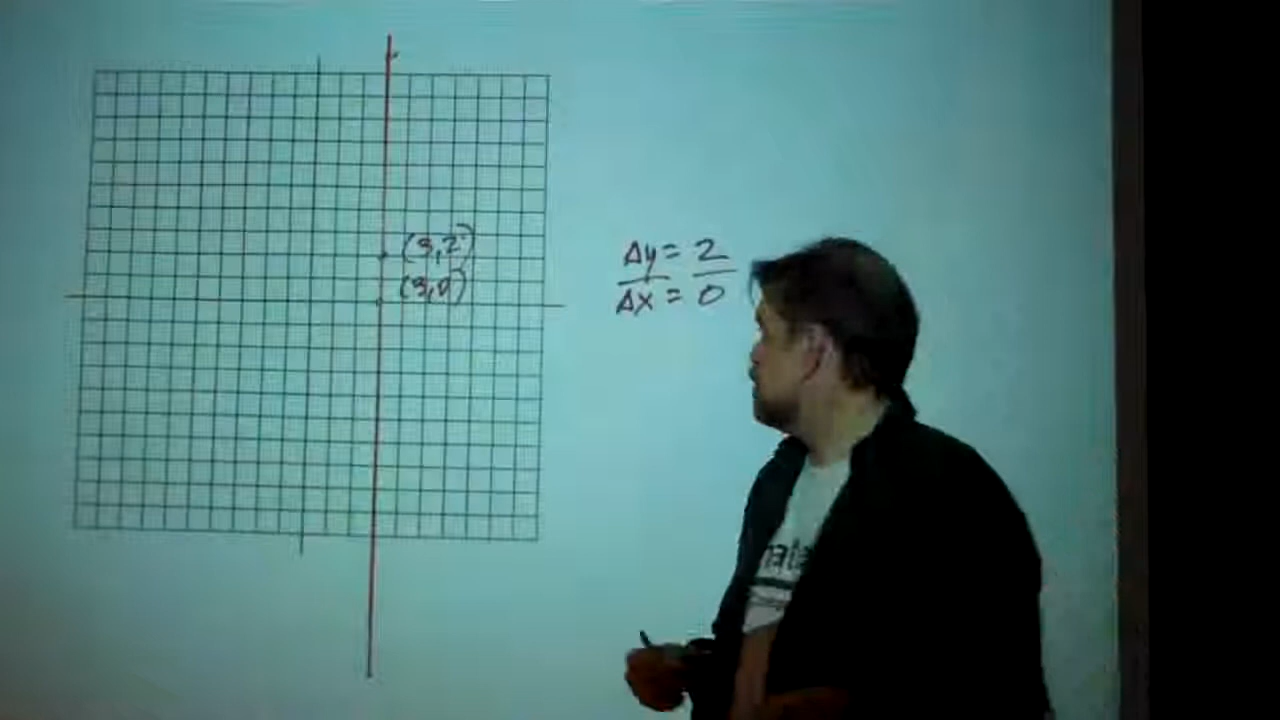 (3,2)
(3,0)
Δy = 2
Δx = 0